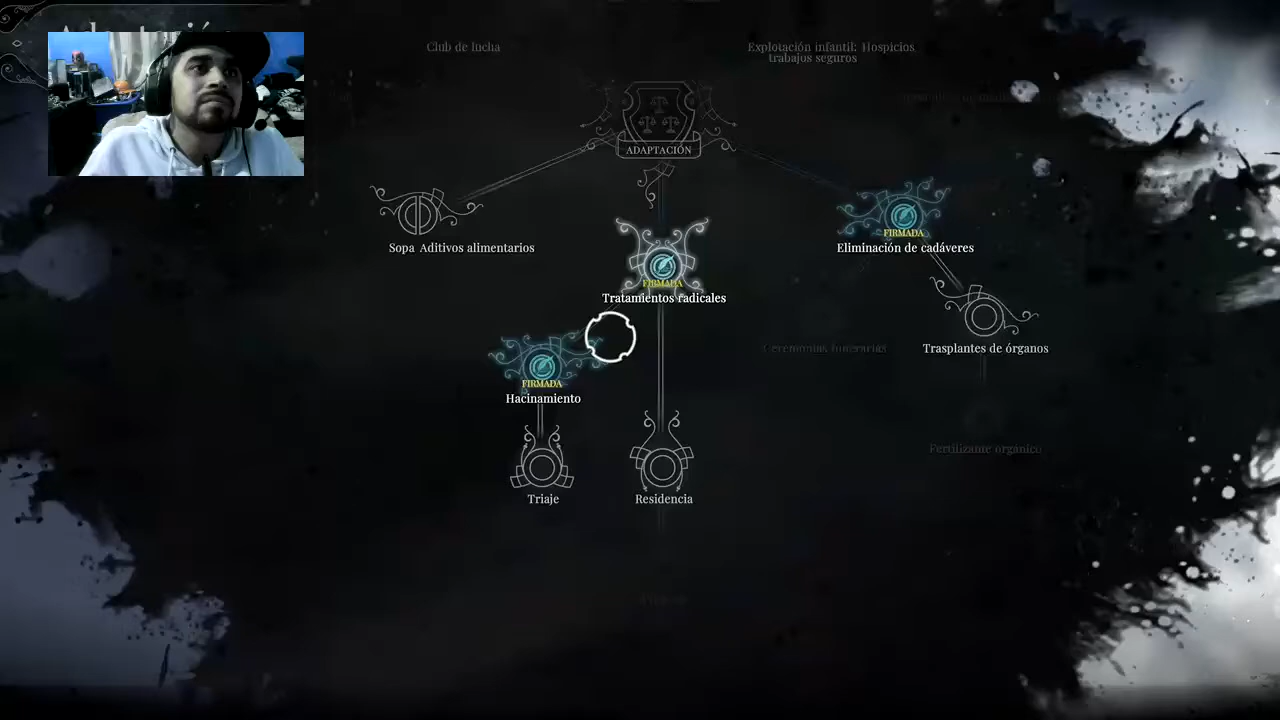 Adaptación
Club de lucha
Explotación infantil: Hospicios
trabajos seguros
ADAPTACIÓN
FIRMADA
Sopa Aditivos alimentarios
Eliminación de cadáveres
FIRMADA
Tratamientos radicales
Ceremonias funerarias
Trasplantes de órganos
FIRMADA
Hacinamiento
Fertilizante orgánico
Triaje
Residencia